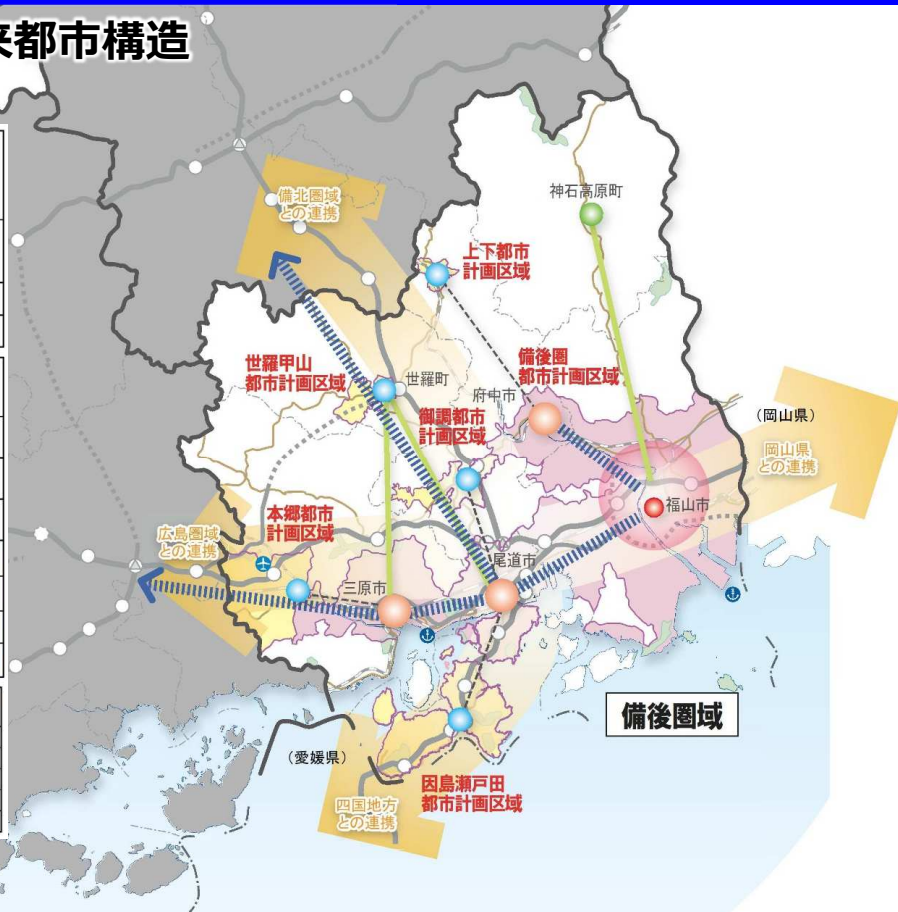 来都市構造
備北圏域
との連携
神石高原町
上下都市
計画区域
世羅甲山
都市計画区域
世羅町
備後圏
都市計画区域
府中市
御調都市
計画区域
（岡山県）
岡山県
との連携
福山市
本郷都市
計画区域
広島圏域
との連携
尾道市
三原市
備後圏域
（愛媛県）
因島瀬戸田
都市計画区域
四国地方
との連携